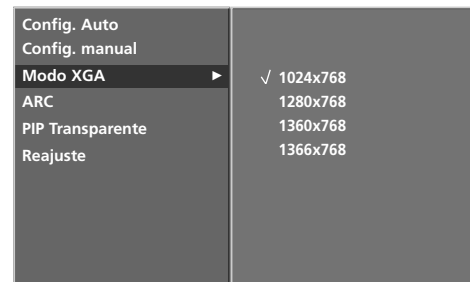 Config. Auto
Config. manual
Modo XGA ►
ARC
PIP Transparente
Reajuste
√ 1024x768
1280x768
1360x768
1366x768